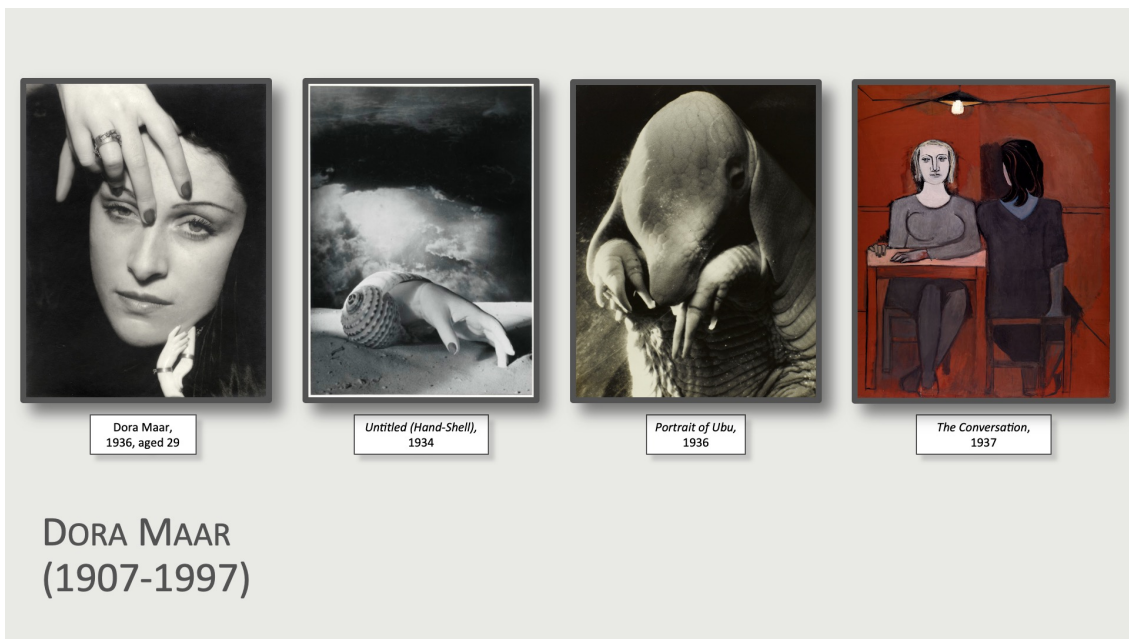 Dora Maar,
1936, aged 29
Untitled (Hand-Shell),
1934
Portrait of Ubu,
1936
The Conversation,
1937
DORA MAAR
(1907-1997)